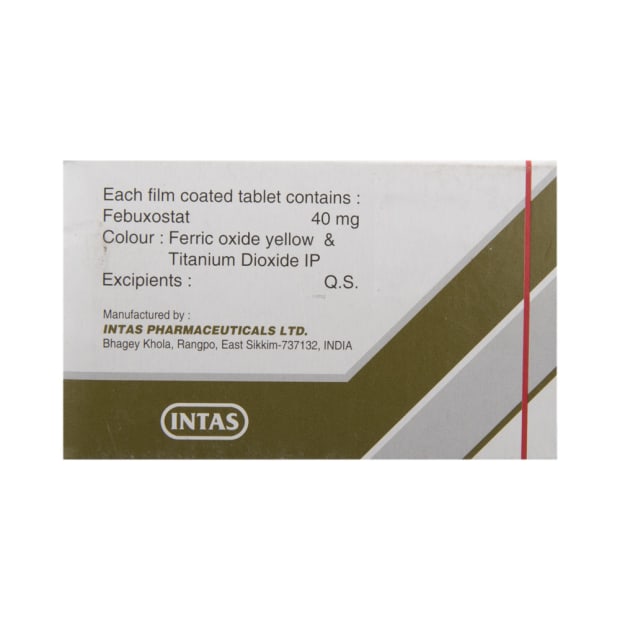 Each film coated tablet contains :
Febuxostat 40 mg
Colour : Ferric oxide yellow &
Titanium Dioxide IP
Excipients : Q.S.
Manufactured by :
INTAS PHARMACEUTICALS LTD.
Bhagey Khola, Rangpo, East Sikkim-737132, INDIA
INTAS